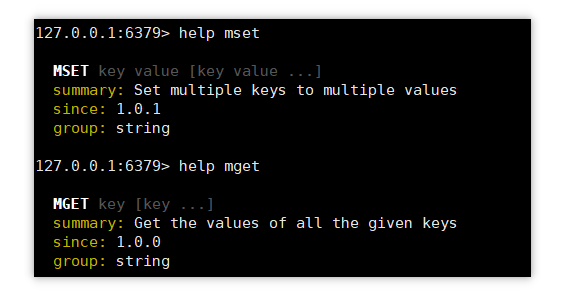 127.0.0.1:6379> help mset
MSET key value [key value ...]
summary: Set multiple keys to multiple values
since: 1.0.1
group: string
127.0.0.1:6379> help mget
MGET key [key ...]
summary: Get the values of all the given keys
since: 1.0.0
group: string